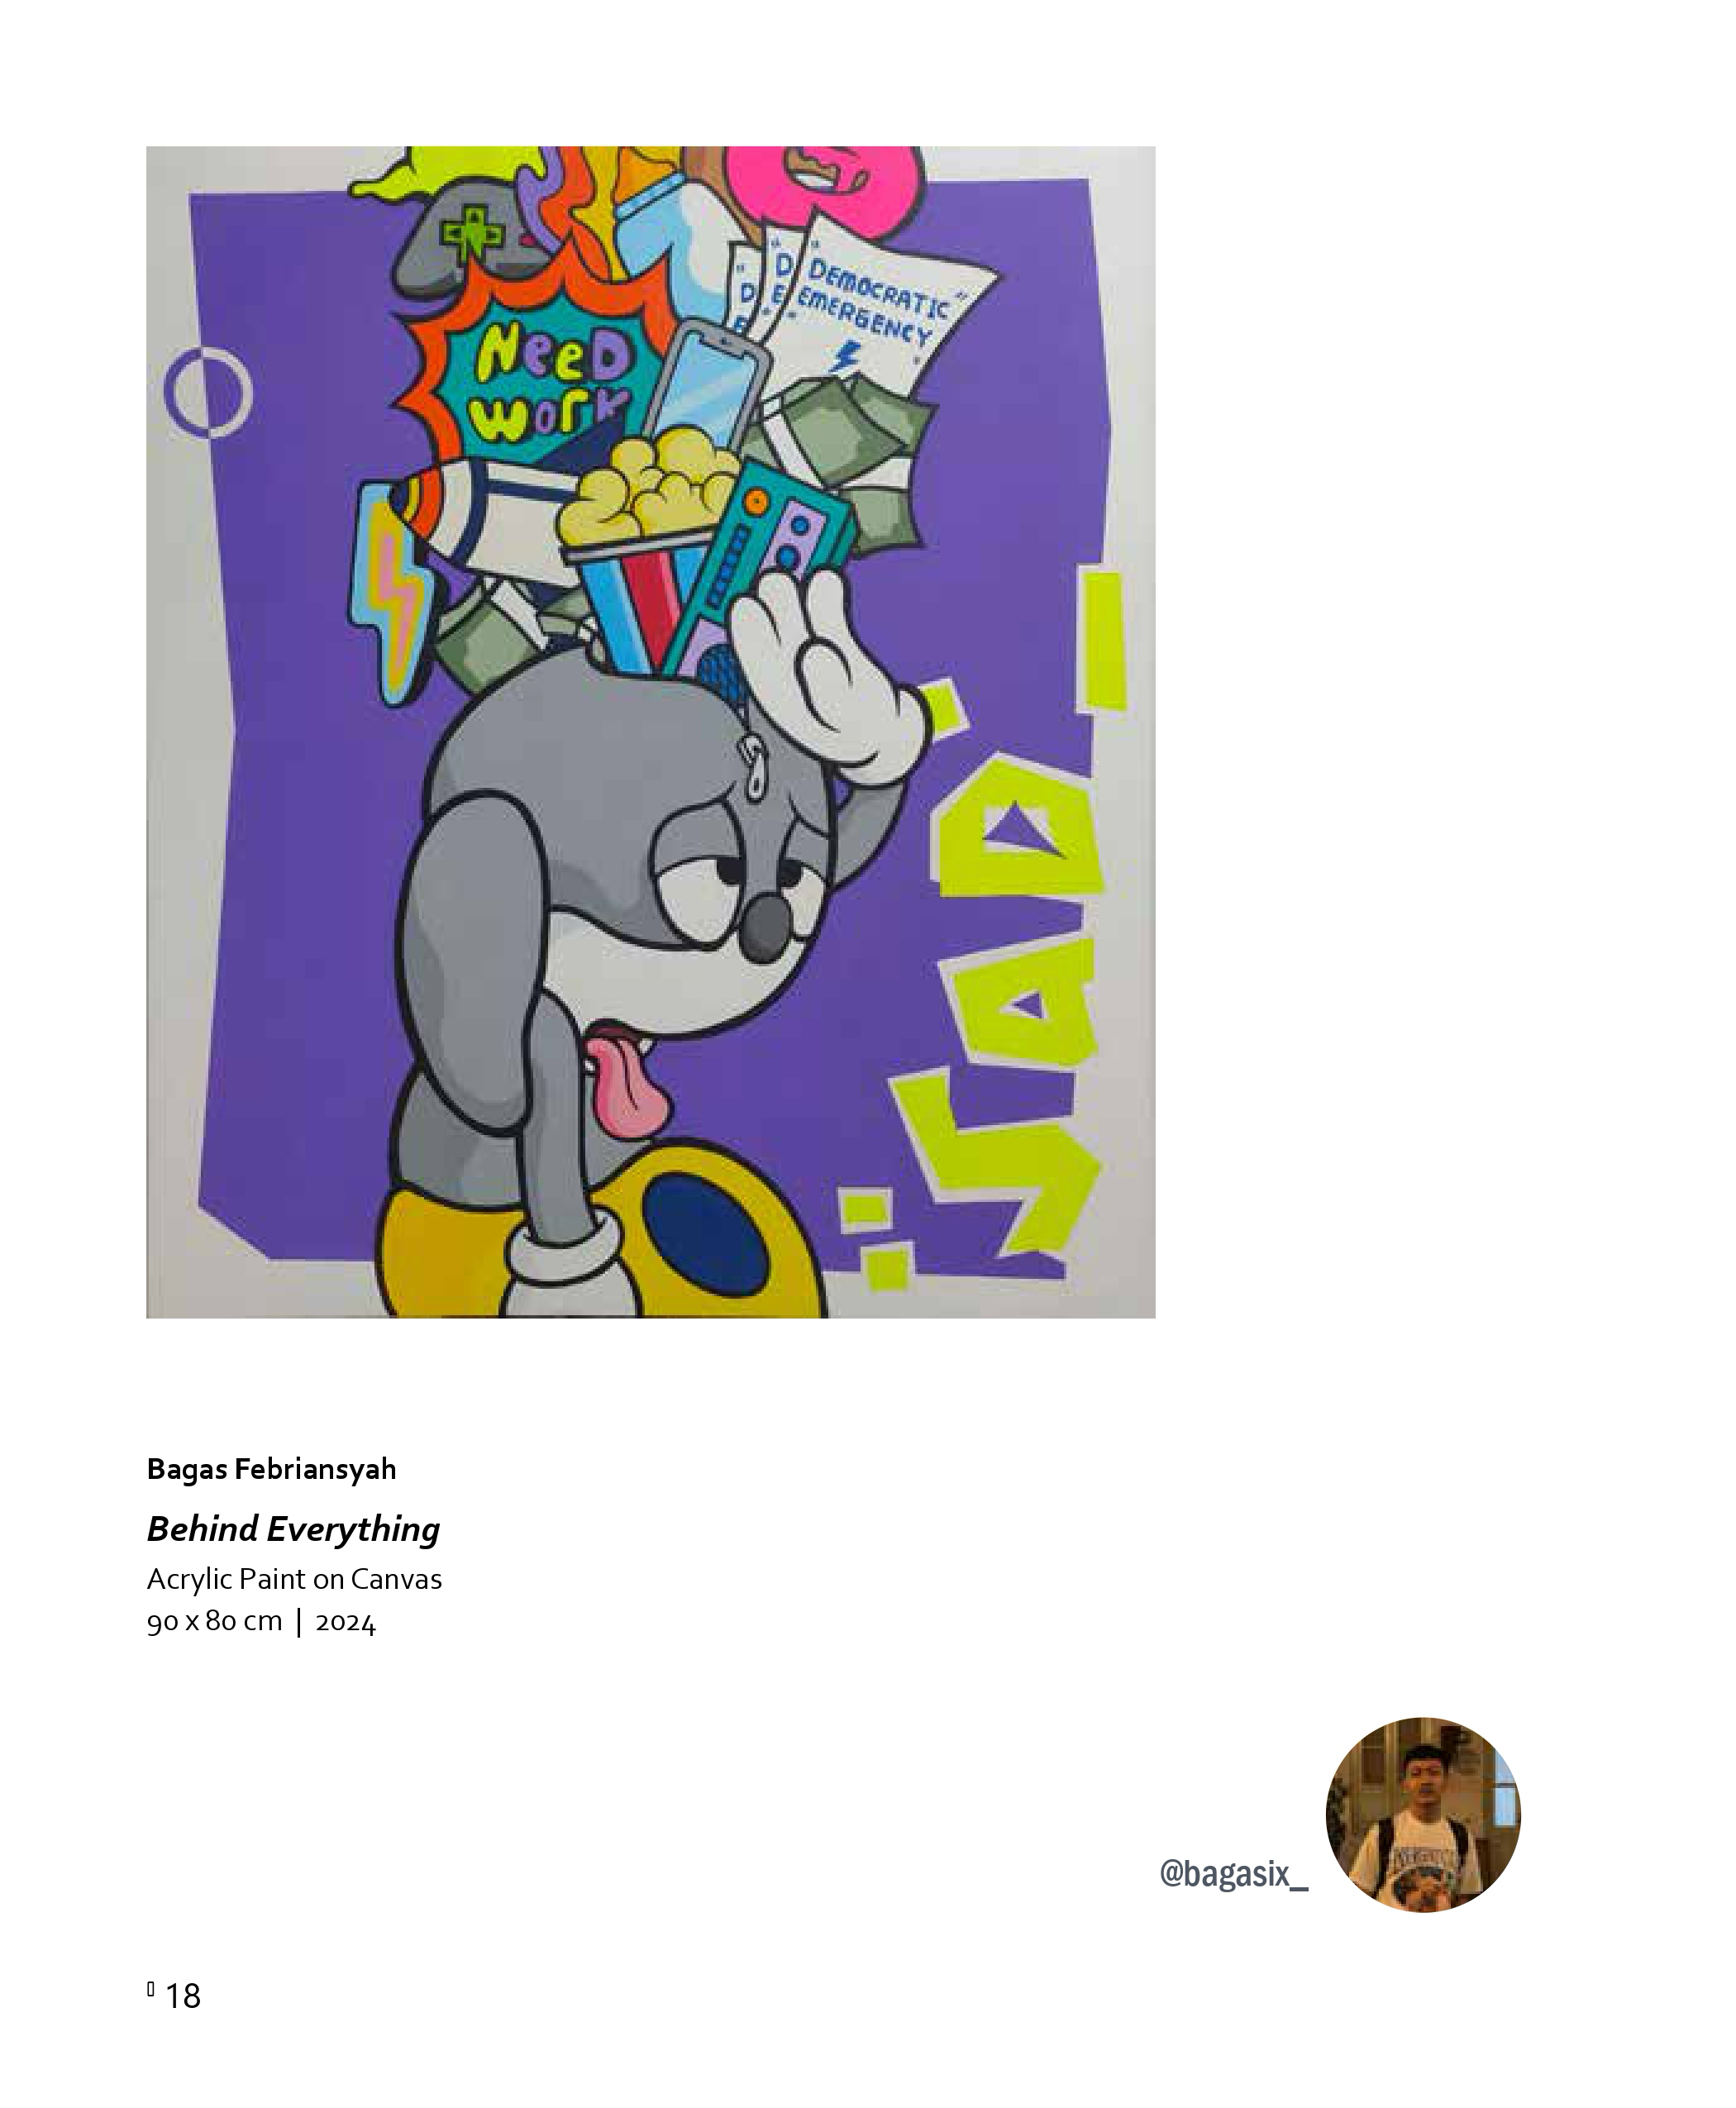 NeeD
work
"D
E
"D
E
"DEMOCRATIC"
EMERGENCY
SAD
Bagas Febriansyah
Behind Everything
Acrylic Paint on Canvas
90 x 80 cm | 2024
@bagasix_
18